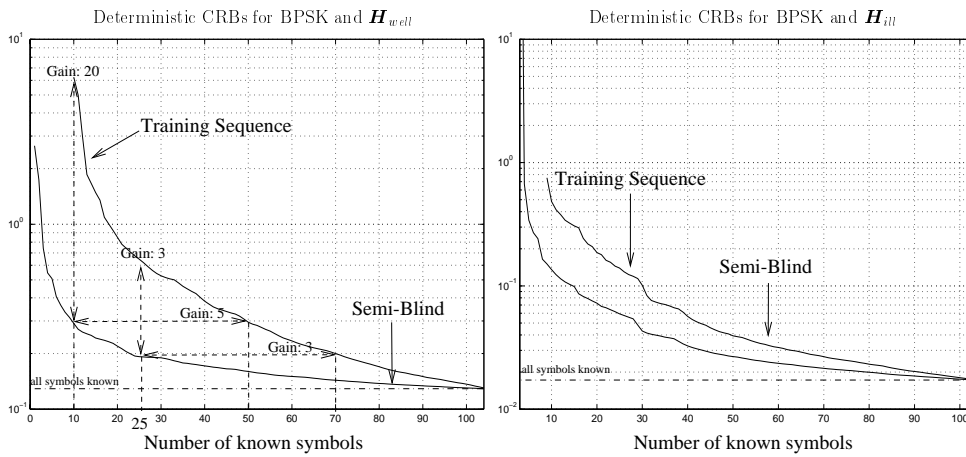 Deterministic CRBs for BPSK and H_well
10^1
Gain: 20
Training Sequence
10^0
Gain: 3
Semi-Blind
Gain: 5
Gain: 3
all symbols known
10^-1
0 10 20 30 40 50 60 70 80 90 100
25
Number of known symbols
Deterministic CRBs for BPSK and H_ill
10^1
10^0
Training Sequence
10^-1
Semi-Blind
all symbols known
10^-2
10 20 30 40 50 60 70 80 90 100
Number of known symbols